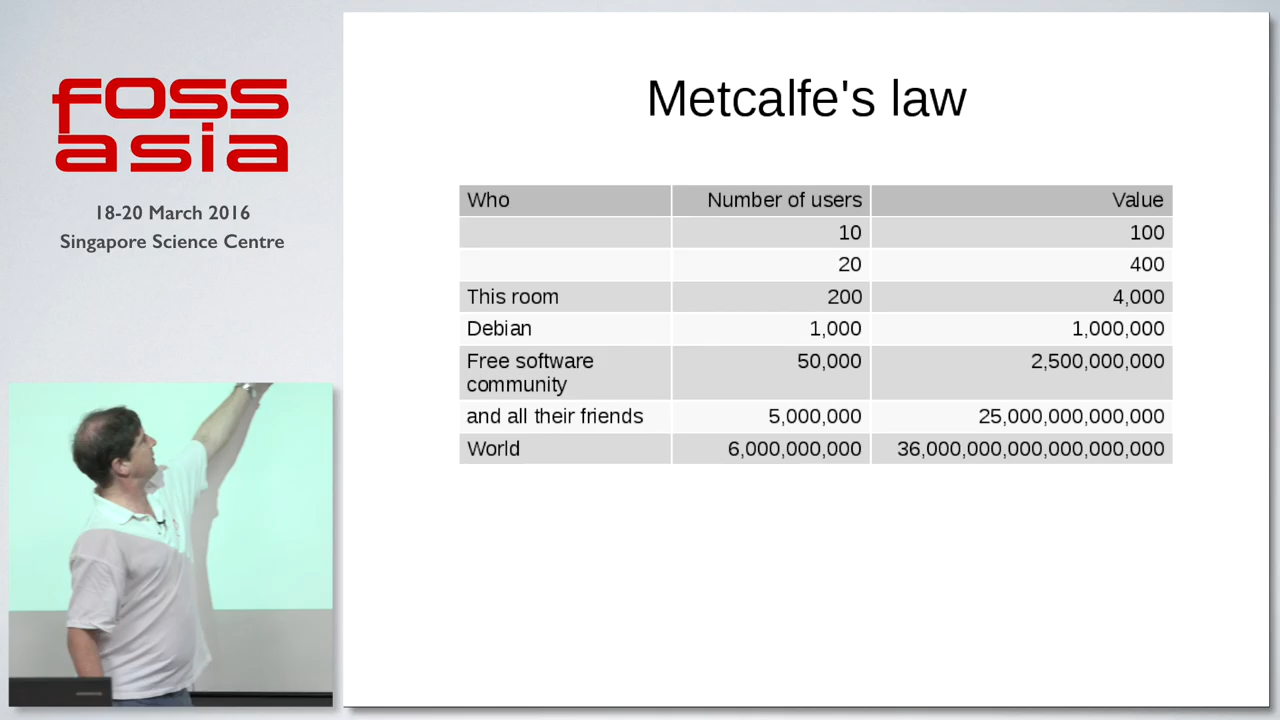 foss
asia
18-20 March 2016
Singapore Science Centre
Metcalfe's law
Who Number of users Value
10 100
20 400
This room 200 4,000
Debian 1,000 1,000,000
Free software
community 50,000 2,500,000,000
and all their friends 5,000,000 25,000,000,000,000
World 6,000,000,000 36,000,000,000,000,000,000